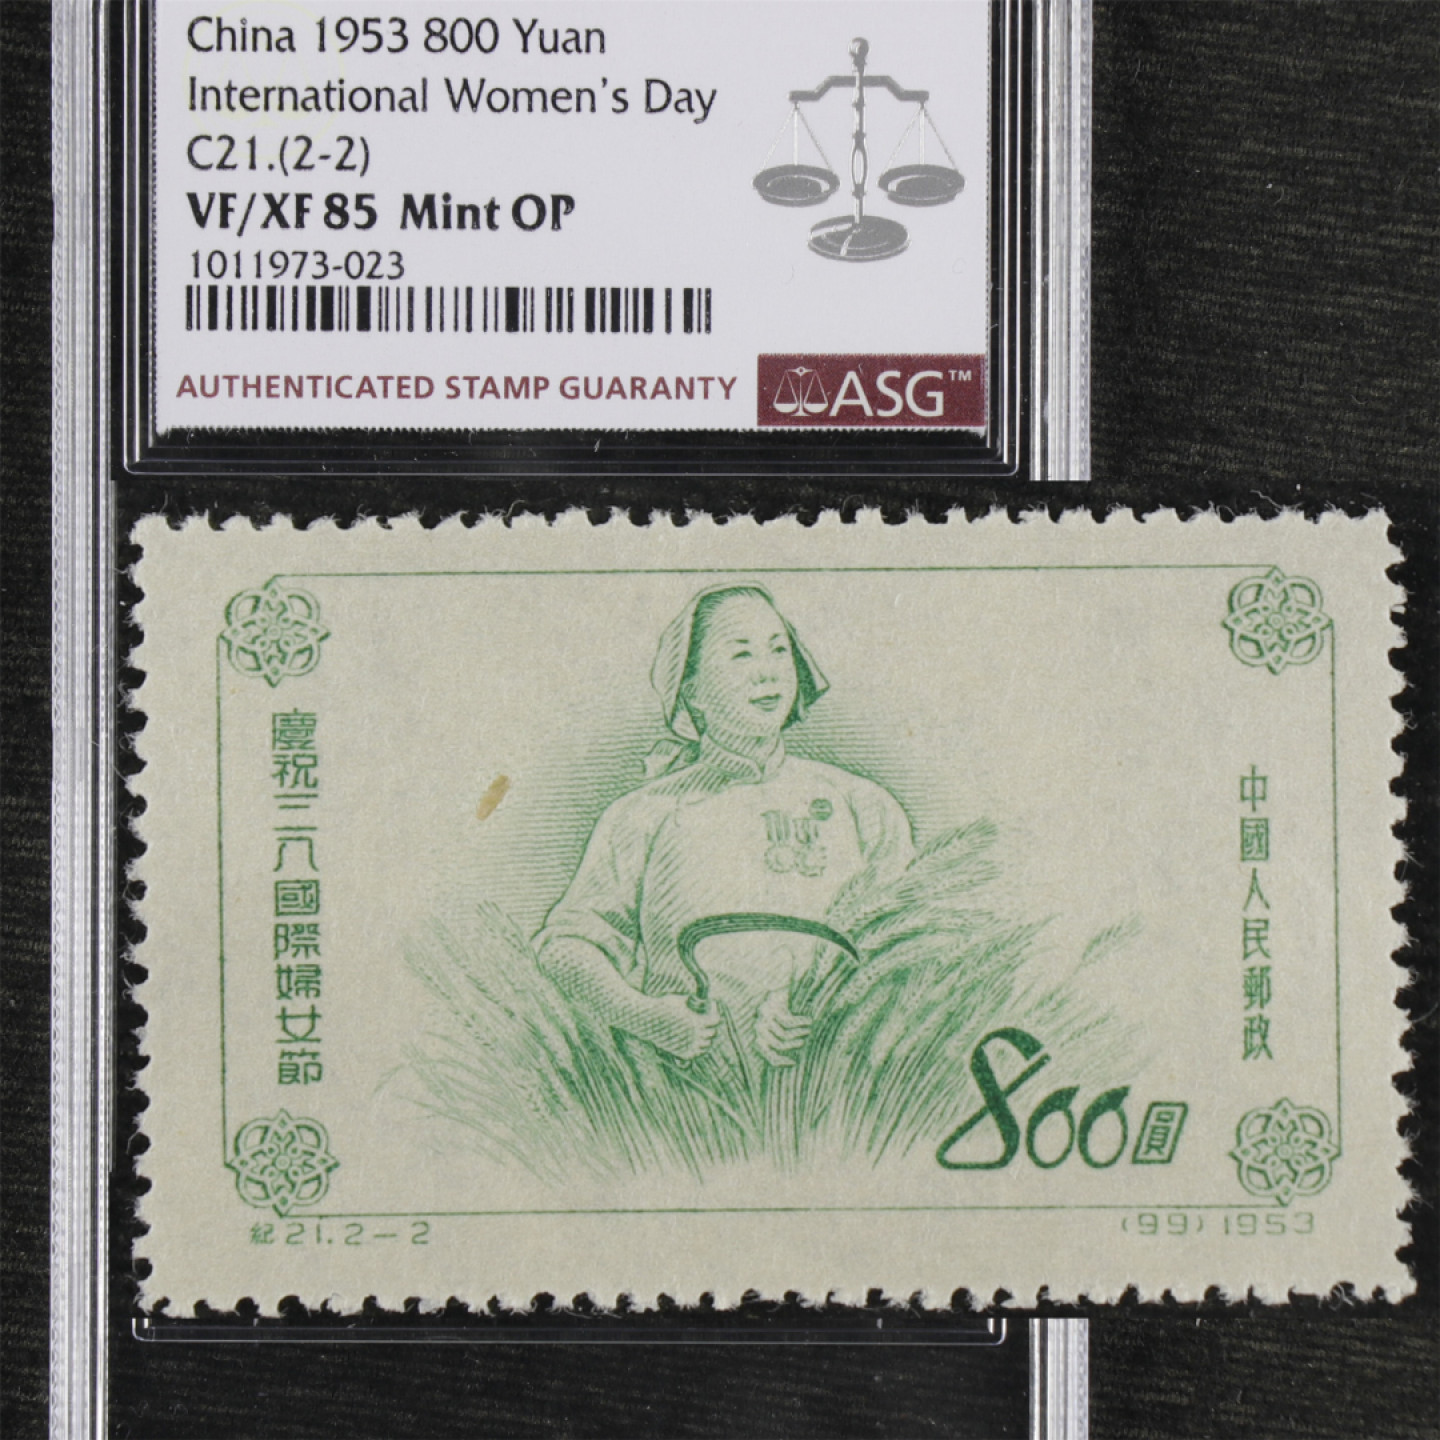 China 1953 800 Yuan
International Women's Day
C21.(2-2)
VF/XF 85 Mint OP
1011973-023
AUTHENTICATED STAMP GUARANTY
ASG™
慶祝三八國際婦女節
中國人民郵政
800圓
紀21.2-2
(99)1953